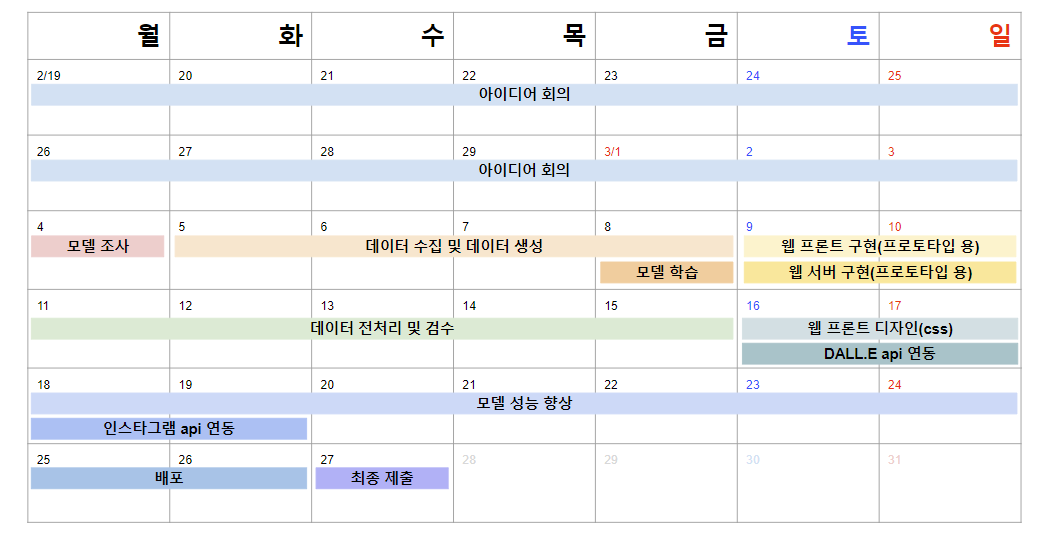 월 화 수 목 금 토 일
2/19 20 21 22 23 24 25
아이디어 회의
26 27 28 29 3/1 2 3
아이디어 회의
4 5 6 7 8 9 10
모델 조사 데이터 수집 및 데이터 생성 웹 프론트 구현(프로토타입 용)
모델 학습 웹 서버 구현(프로토타입 용)
11 12 13 14 15 16 17
데이터 전처리 및 검수 웹 프론트 디자인(css)
DALL.E api 연동
18 19 20 21 22 23 24
모델 성능 향상
인스타그램 api 연동
25 26 27 28 29 30 31
배포 최종 제출